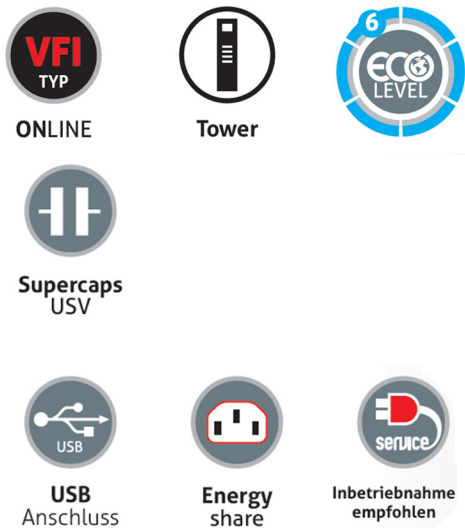 VFI
TYP
ONLINE
Tower
6
ECO
LEVEL
Supercaps
USV
USB
USB
Anschluss
Energy
share
service
Inbetriebnahme
empfohlen